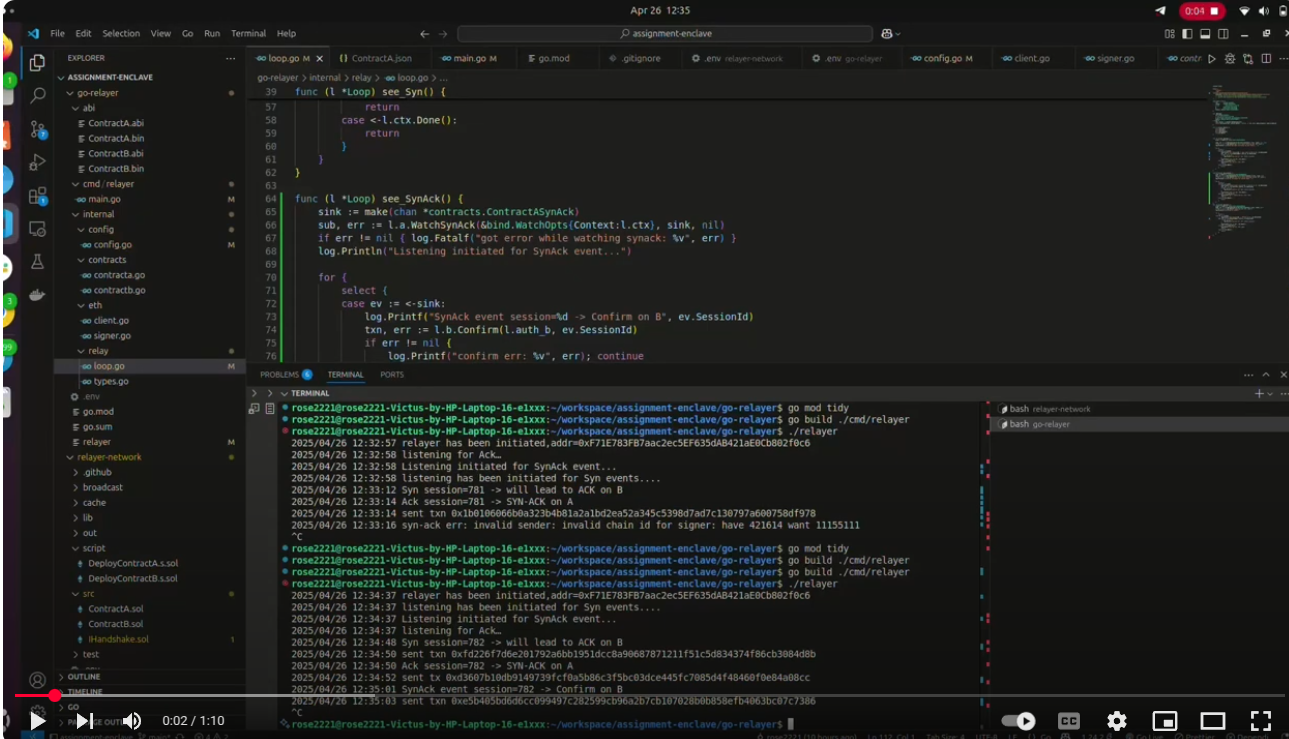 Apr 26 12:35
0:04
File Edit Selection View Go Run Terminal Help
assignment-enclave
EXPLORER
ASSIGNMENT-ENCLAVE
go-relayer
abi
ContractA.abi
ContractA.bin
ContractB.abi
ContractB.bin
cmd / relayer
main.go M
internal
config
config.go M
contracts
contracta.go
contractb.go
eth
client.go
signer.go
relay
loop.go M
types.go
.env
go.mod
go.sum
relayer M
relayer-network
.github
broadcast
cache
lib
out
script
DeployContractA.s.sol
DeployContractB.s.sol
src
ContractA.sol
ContractB.sol
IHandshake.sol 1
test
OUTLINE
TIMELINE
GO
loop.go M ContractA.json main.go M go.mod .gitignore .env relayer-network .env go-relayer config.go M client.go signer.go contr
go-relayer > internal > relay > loop.go > ...
39 func (l *Loop) see_Syn() {
57 return
58 case <-l.ctx.Done():
59 return
60 }
61 }
62 }
63
64 func (l *Loop) see_SynAck() {
65 sink := make(chan *contracts.ContractASynAck)
66 sub, err := l.a.WatchSynAck(&bind.WatchOpts{Context:l.ctx}, sink, nil)
67 if err != nil { log.Fatalf("got error while watching synack: %v", err) }
68 log.Println("Listening initiated for SynAck event...")
69
70 for {
71 select {
72 case ev := <-sink:
73 log.Printf("SynAck event session=%d -> Confirm on B", ev.SessionId)
74 txn, err := l.b.Confirm(l.auth_b, ev.SessionId)
75 if err != nil {
76 log.Printf("confirm err: %v", err); continue
PROBLEMS 6 TERMINAL PORTS
TERMINAL
rose2221@rose2221-Victus-by-HP-Laptop-16-e1xxx:~/workspace/assignment-enclave/go-relayer$ go mod tidy
rose2221@rose2221-Victus-by-HP-Laptop-16-e1xxx:~/workspace/assignment-enclave/go-relayer$ go build ./cmd/relayer
rose2221@rose2221-Victus-by-HP-Laptop-16-e1xxx:~/workspace/assignment-enclave/go-relayer$ ./relayer
2025/04/26 12:32:57 relayer has been initiated,addr=0xF71E783FB7aac2ec5EF635dAB421aE0Cb802f0c6
2025/04/26 12:32:58 listening for Ack…
2025/04/26 12:32:58 Listening initiated for SynAck event...
2025/04/26 12:32:58 listening has been initiated for Syn events....
2025/04/26 12:33:12 Syn session=781 -> will lead to ACK on B
2025/04/26 12:33:14 Ack session=781 -> SYN-ACK on A
2025/04/26 12:33:14 sent txn 0x1b0106066b0a323b4b81a2a1bd2ea52a345c5398d7ad7c130797a600758df978
2025/04/26 12:33:16 syn-ack err: invalid sender: invalid chain id for signer: have 421614 want 11155111
^C
rose2221@rose2221-Victus-by-HP-Laptop-16-e1xxx:~/workspace/assignment-enclave/go-relayer$ go mod tidy
rose2221@rose2221-Victus-by-HP-Laptop-16-e1xxx:~/workspace/assignment-enclave/go-relayer$ go build ./cmd/relayer
rose2221@rose2221-Victus-by-HP-Laptop-16-e1xxx:~/workspace/assignment-enclave/go-relayer$ go build ./cmd/relayer
rose2221@rose2221-Victus-by-HP-Laptop-16-e1xxx:~/workspace/assignment-enclave/go-relayer$ ./relayer
2025/04/26 12:34:37 relayer has been initiated,addr=0xF71E783FB7aac2ec5EF635dAB421aE0Cb802f0c6
2025/04/26 12:34:37 listening has been initiated for Syn events....
2025/04/26 12:34:37 Listening initiated for SynAck event...
2025/04/26 12:34:37 listening for Ack…
2025/04/26 12:34:48 Syn session=782 -> will lead to ACK on B
2025/04/26 12:34:50 sent txn 0xfd226f7d6e201792a6bb1951dcc8a90687871211f51c5d834374f86cb3084d8b
2025/04/26 12:34:50 Ack session=782 -> SYN-ACK on A
2025/04/26 12:34:52 sent tx 0xd3607b10db9149739fcf0a5b86c3f5bc03dce445fc7085d4f48460f0e84a08cc
2025/04/26 12:35:01 SynAck event session=782 -> Confirm on B
2025/04/26 12:35:03 sent txn 0xe5b405bd6d6cc099497c282599cb96a2b7cb107028b0b858efb4063bc07c7386
^C
rose2221@rose2221-Victus-by-HP-Laptop-16-e1xxx:~/workspace/assignment-enclave/go-relayer$
bash relayer-network
bash go-relayer
0:02 / 1:10
CC